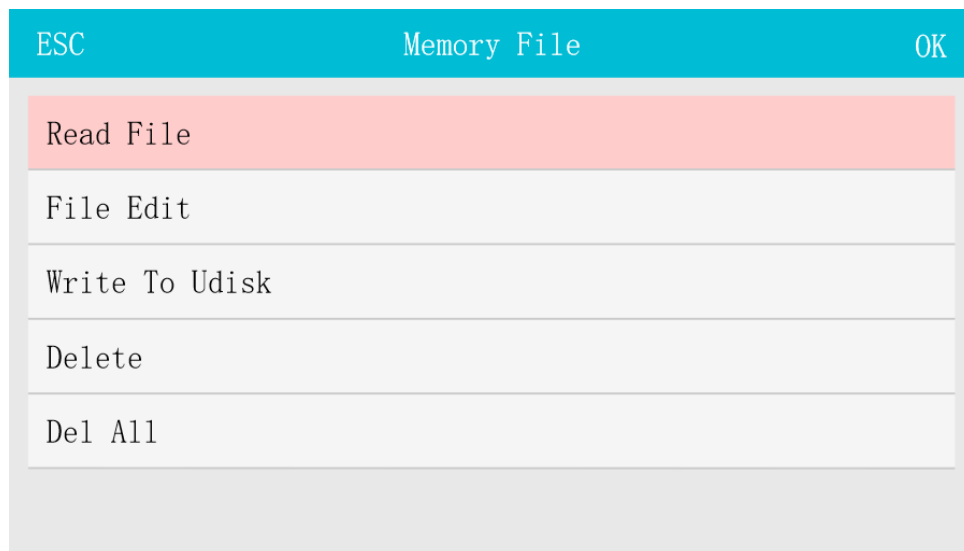 ESC Memory File OK
Read File
File Edit
Write To Udisk
Delete
Del All